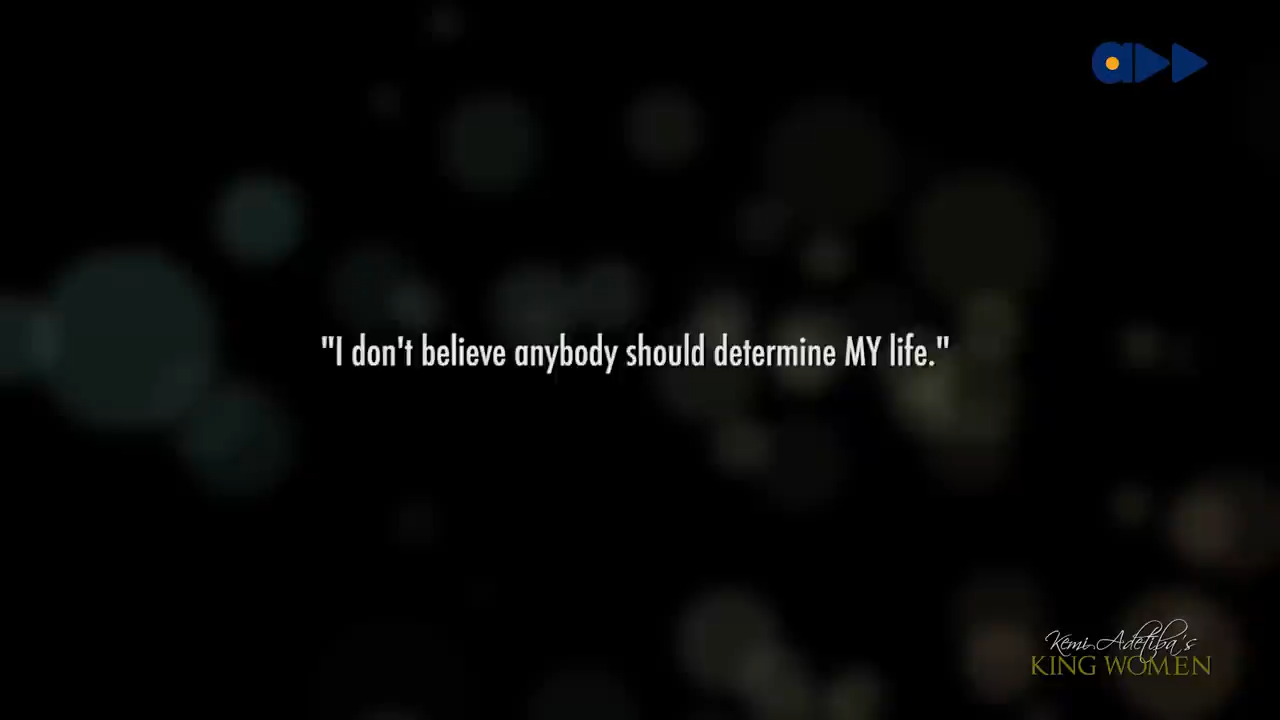 "I don't believe anybody should determine MY life."
Kemi Adetiba's
KING WOMEN